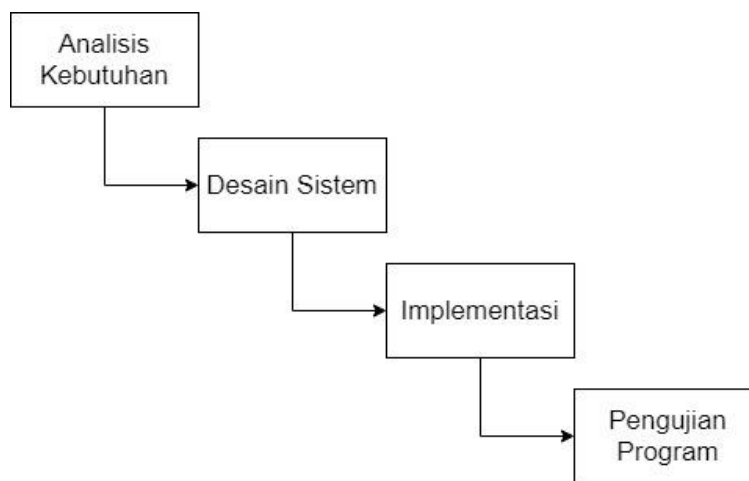 Analisis
Kebutuhan
Desain Sistem
Implementasi
Pengujian
Program